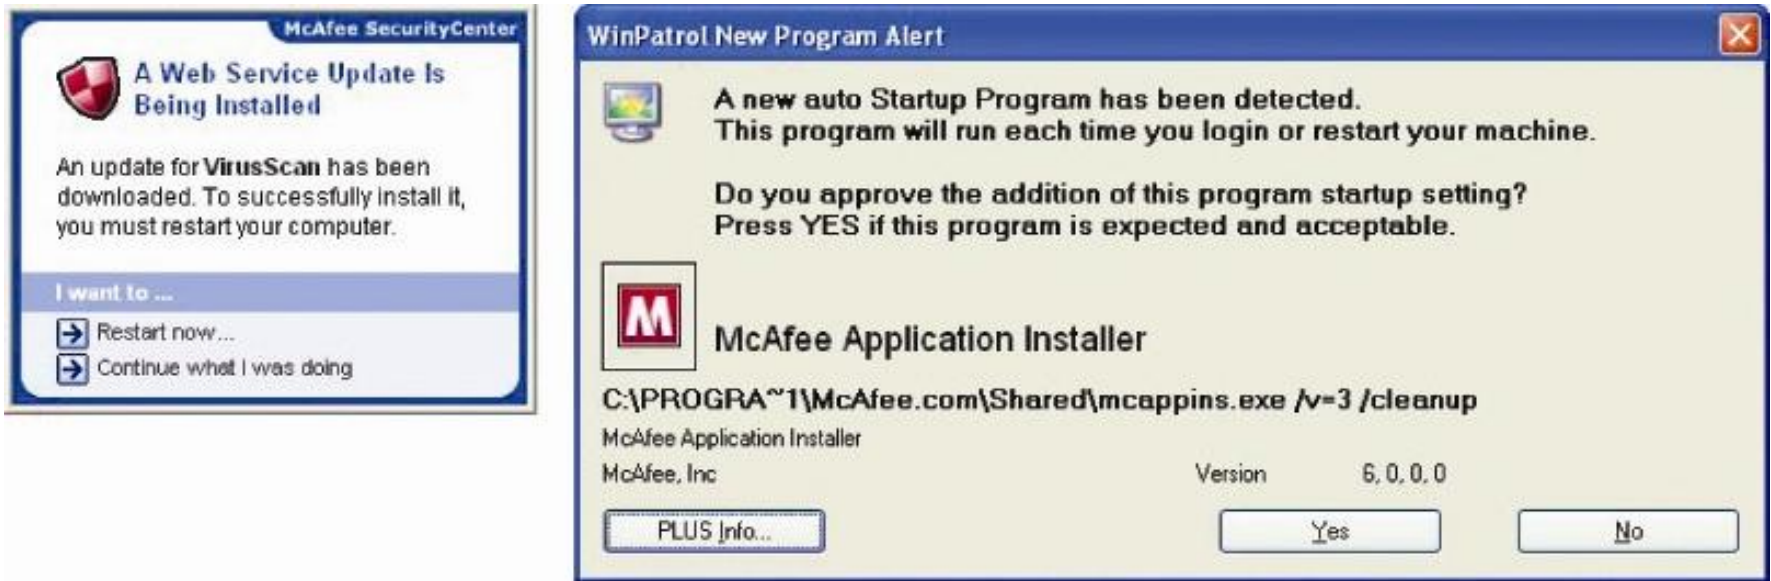 McAfee SecurityCenter
A Web Service Update Is
Being Installed
An update for VirusScan has been
downloaded. To successfully install it,
you must restart your computer.
I want to ...
Restart now...
Continue what I was doing
WinPatrol New Program Alert
A new auto Startup Program has been detected.
This program will run each time you login or restart your machine.
Do you approve the addition of this program startup setting?
Press YES if this program is expected and acceptable.
M
McAfee Application Installer
C:\PROGRA~1\McAfee.com\Shared\mcappins.exe /v=3 /cleanup
McAfee Application Installer
McAfee, Inc Version 6, 0, 0, 0
PLUS Info... Yes No